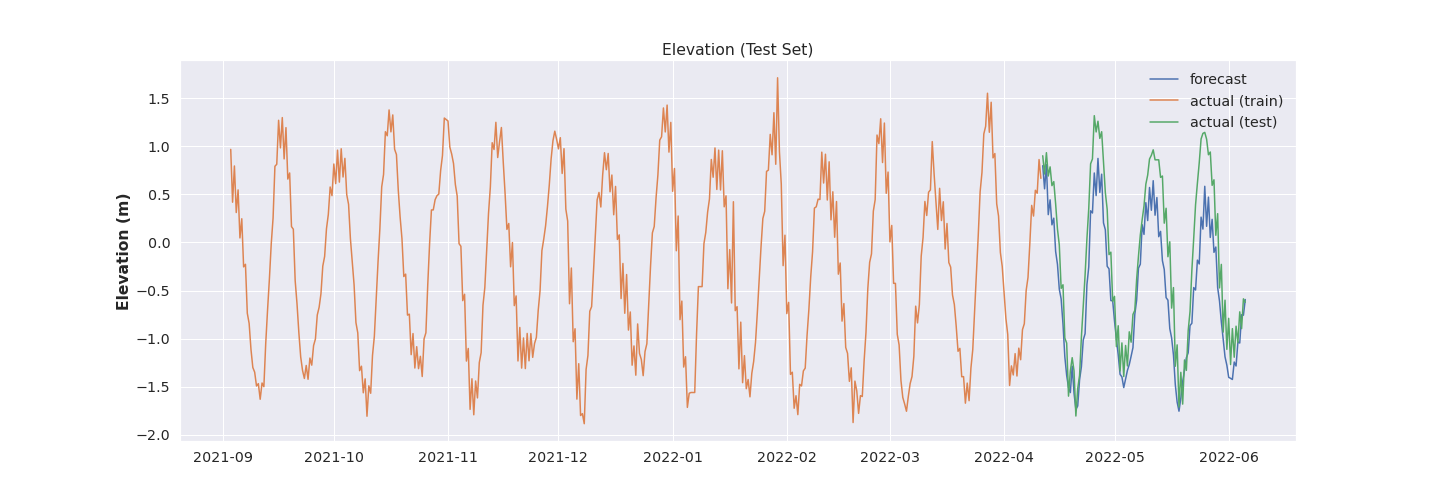 Elevation (Test Set)
forecast
actual (train)
actual (test)
Elevation (m)
1.5
1.0
0.5
0.0
−0.5
−1.0
−1.5
−2.0
2021-09 2021-10 2021-11 2021-12 2022-01 2022-02 2022-03 2022-04 2022-05 2022-06